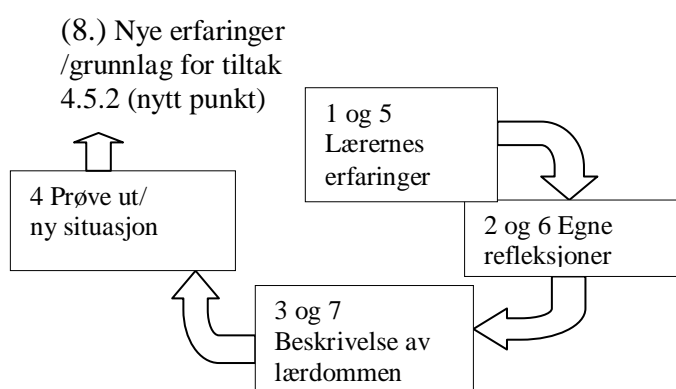 (8.) Nye erfaringer
/grunnlag for tiltak
4.5.2 (nytt punkt)
1 og 5
Lærernes
erfaringer
2 og 6 Egne
refleksjoner
3 og 7
Beskrivelse av
lærdommen
4 Prøve ut/
ny situasjon